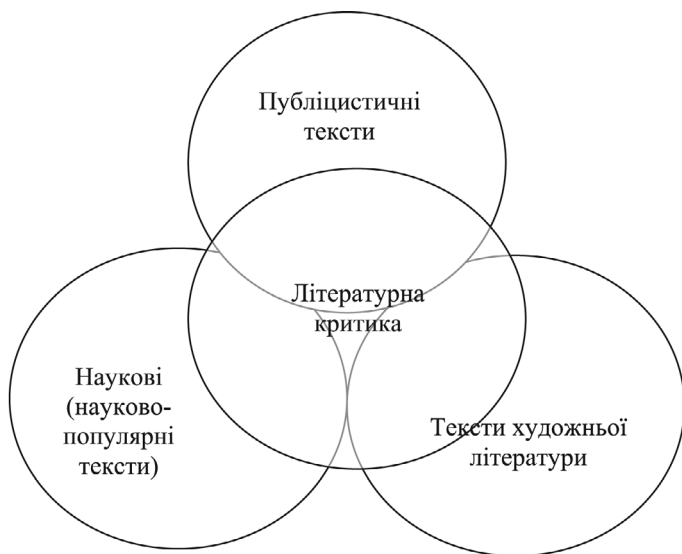 Публіцистичні
тексти
Літературна
критика
Наукові
(науково-
популярні
тексти)
Тексти художньої
літератури